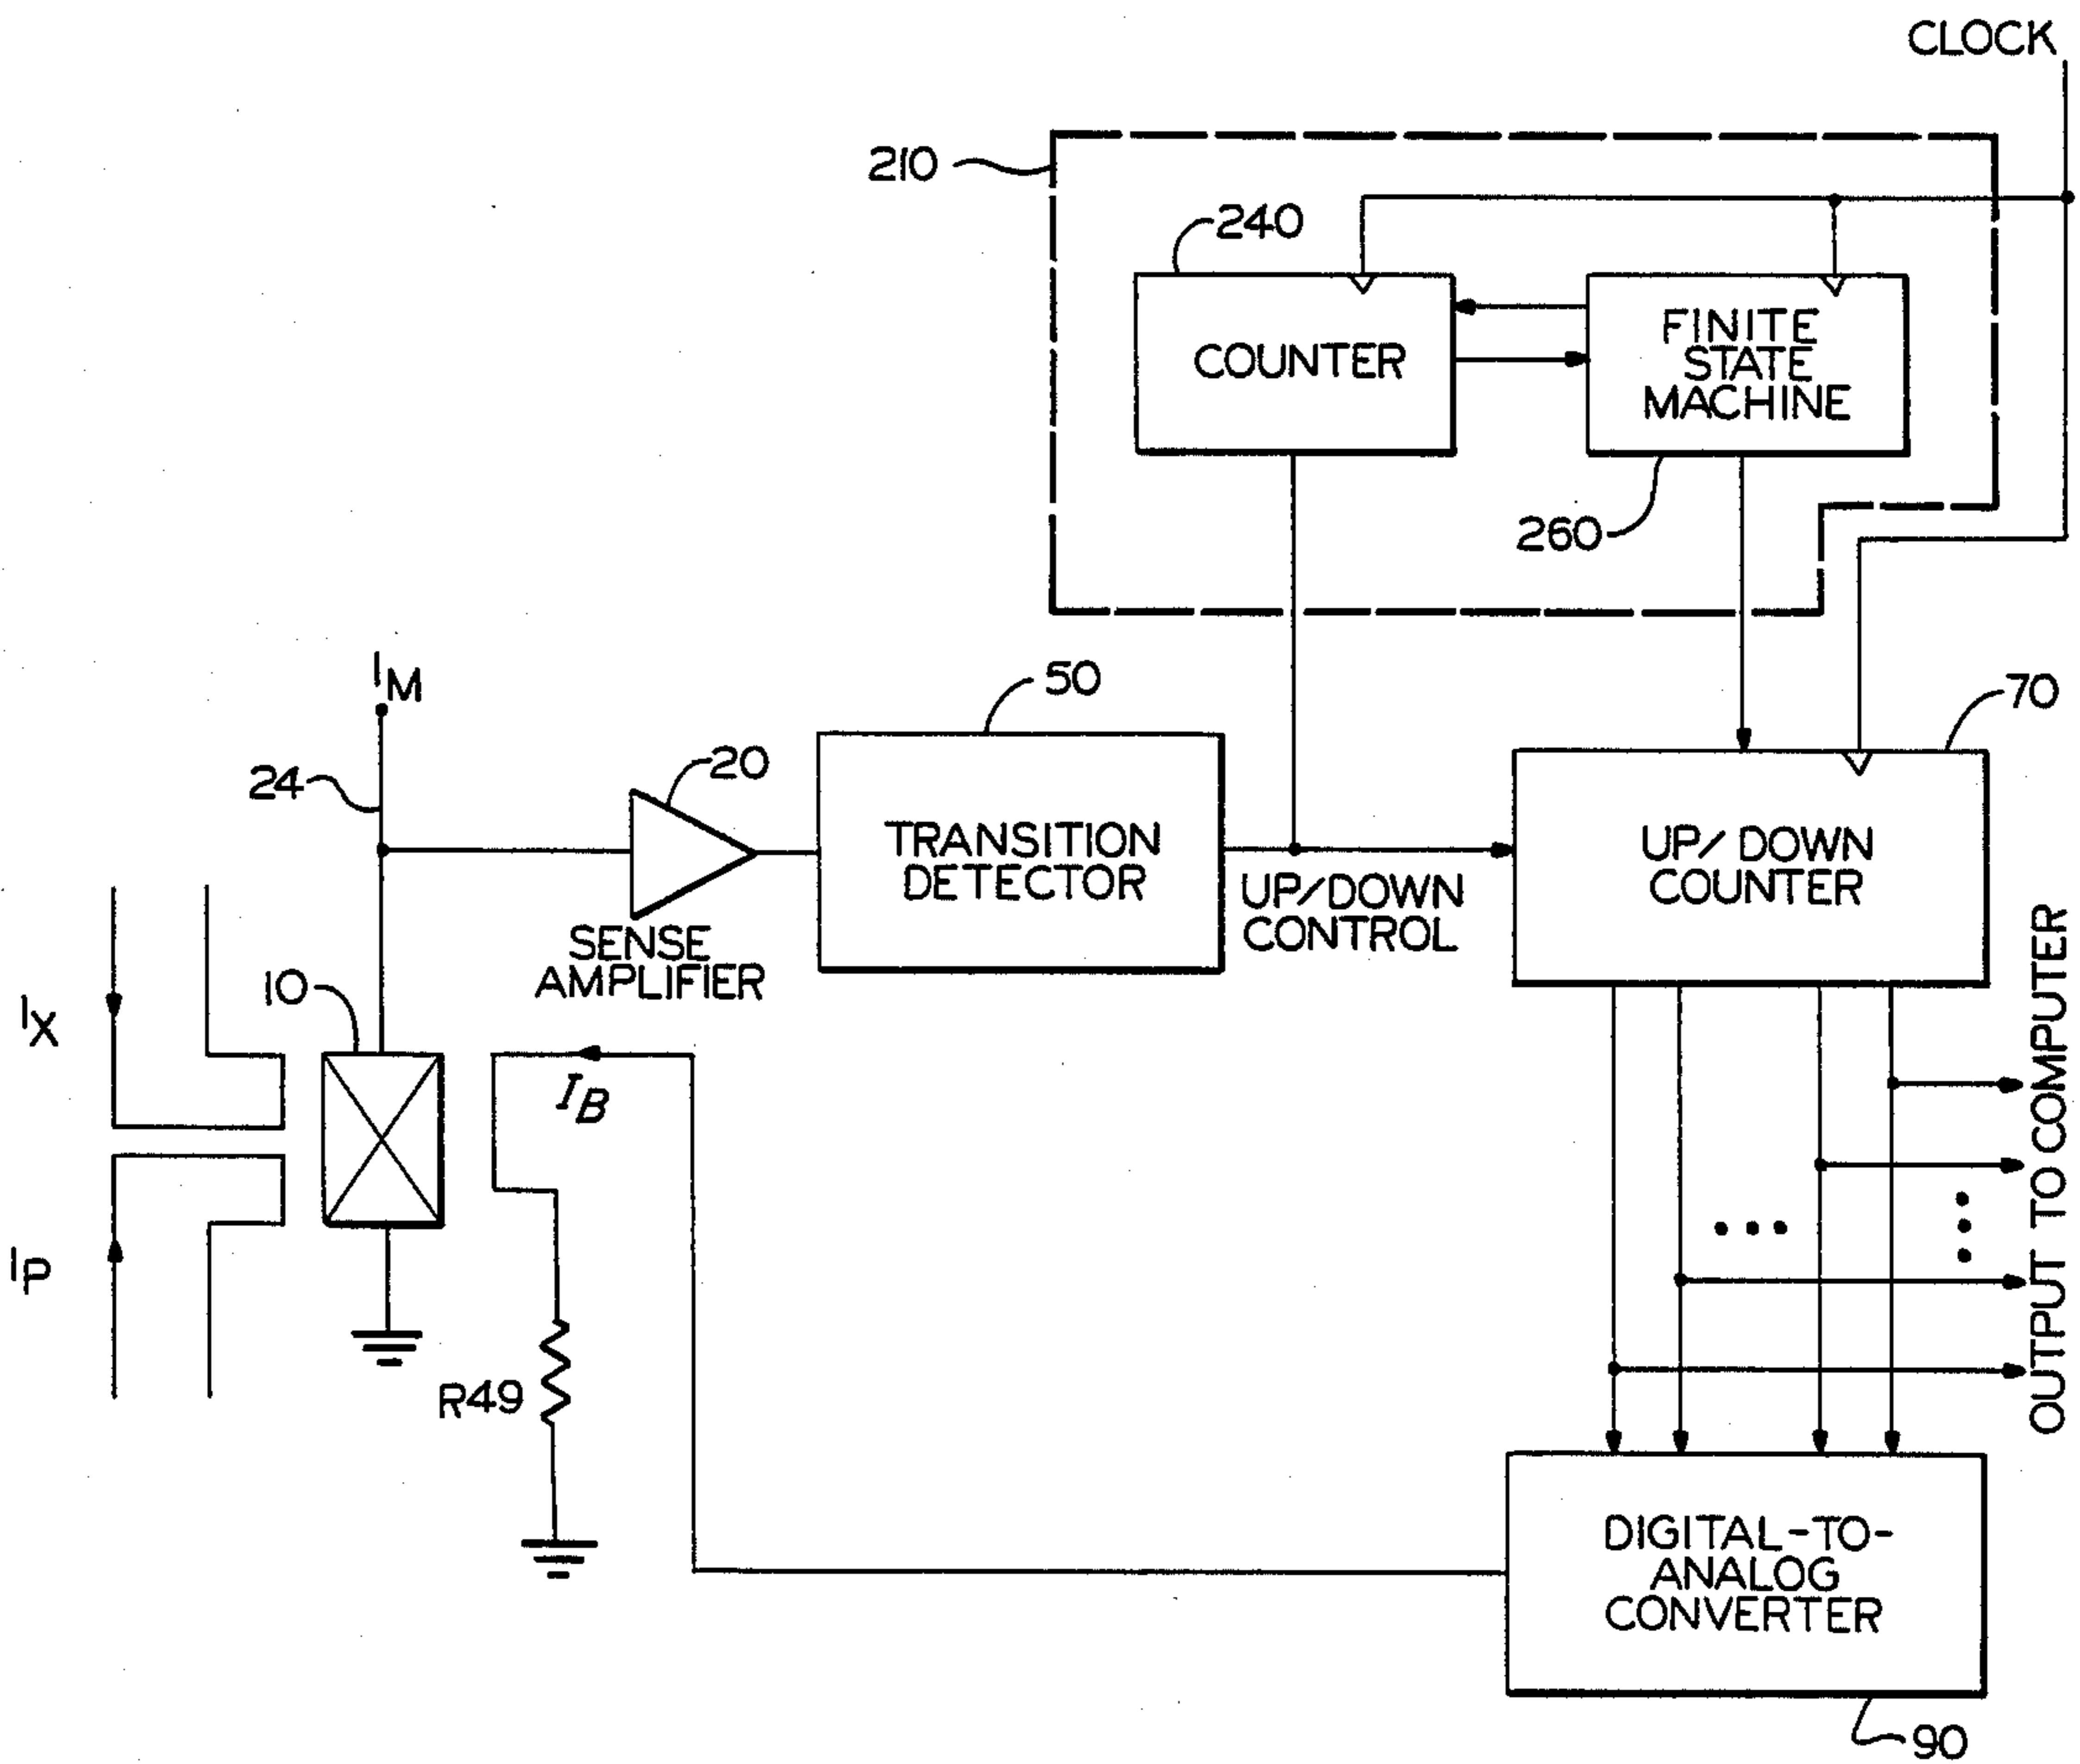 CLOCK
210
240
COUNTER
FINITE
STATE
MACHINE
260
IM
50
70
24
20
TRANSITION
DETECTOR
UP/DOWN
COUNTER
UP/DOWN
CONTROL
SENSE
AMPLIFIER
10
IX
IB
IP
R49
OUTPUT TO COMPUTER
DIGITAL-TO-
ANALOG
CONVERTER
90